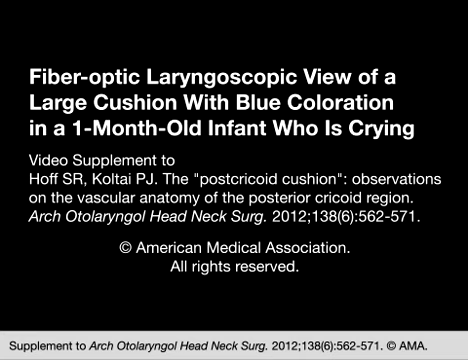 Fiber-optic Laryngoscopic View of a
Large Cushion With Blue Coloration
in a 1-Month-Old Infant Who Is Crying
Video Supplement to
Hoff SR, Koltai PJ. The "postcricoid cushion": observations
on the vascular anatomy of the posterior cricoid region.
Arch Otolaryngol Head Neck Surg. 2012;138(6):562-571.
© American Medical Association.
All rights reserved.
Supplement to Arch Otolaryngol Head Neck Surg. 2012;138(6):562-571. © AMA.